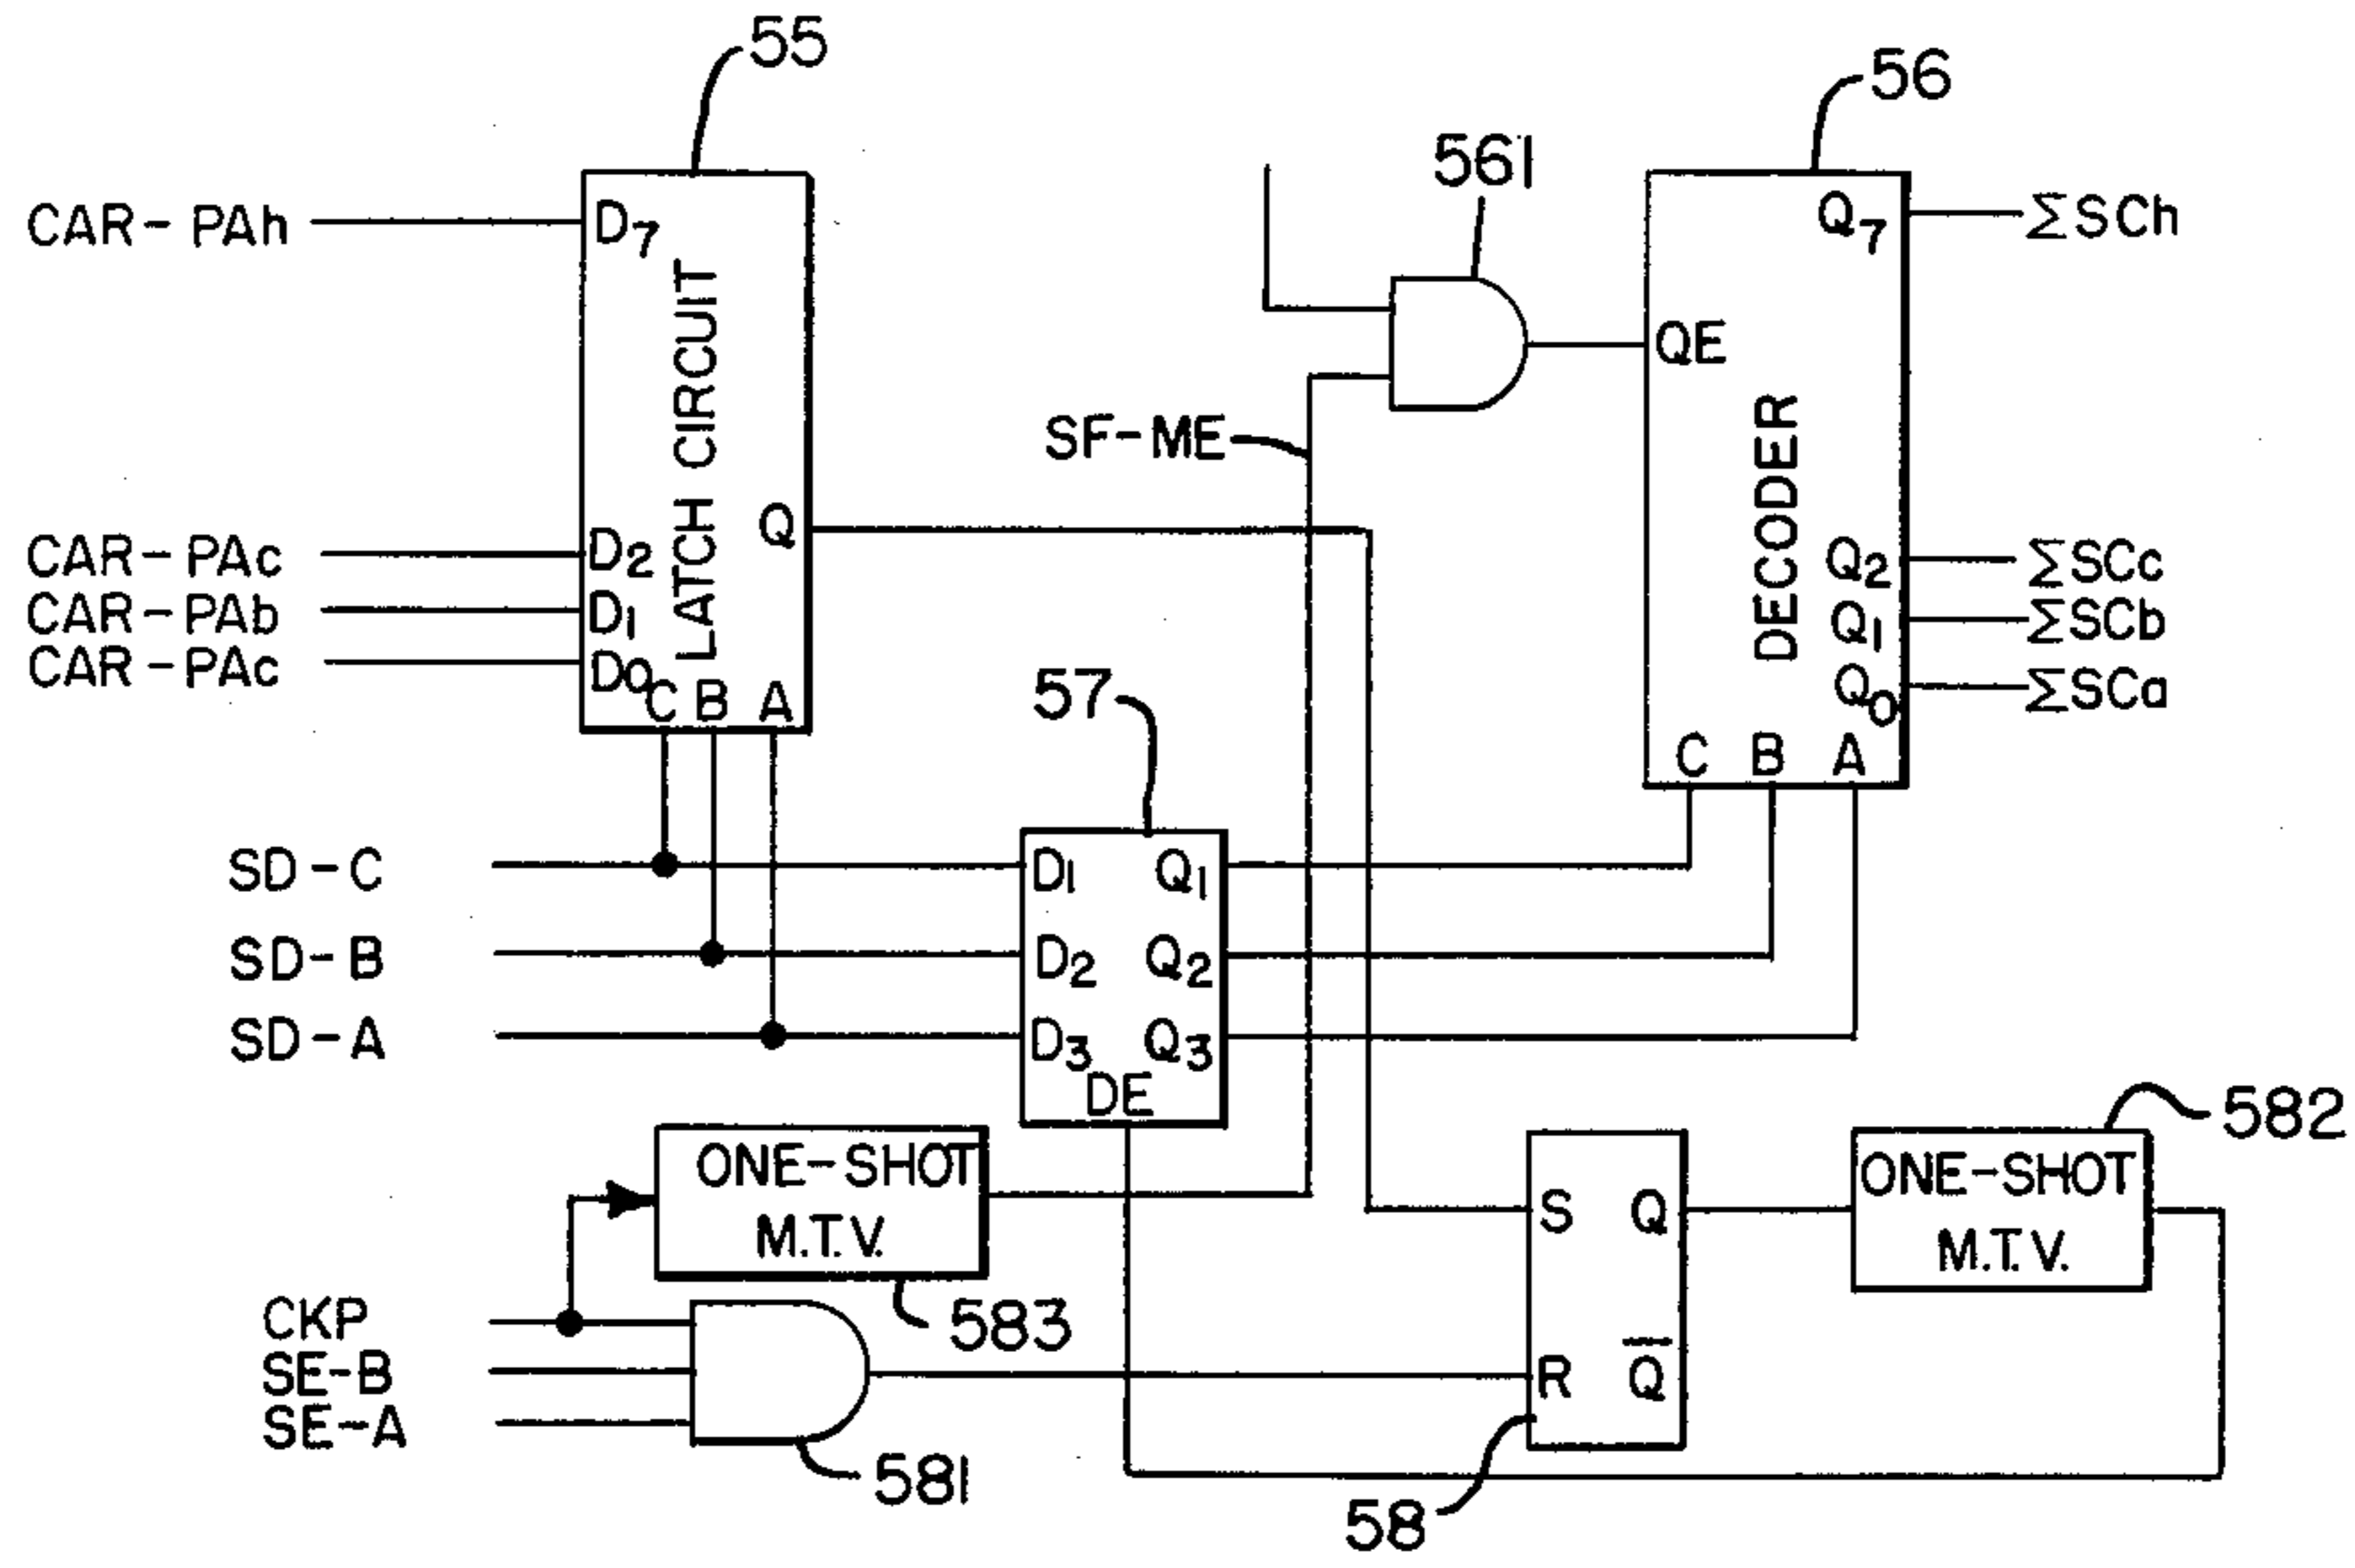 55
56
561
CAR-PAh
D7
LATCH CIRCUIT
Q7
ΣSCh
QE
SF-ME
DECODER
Q
CAR-PAc
D2
Q2
ΣSCc
CAR-PAb
D1
Q1
ΣSCb
CAR-PAc
D0
C B A
Q0
ΣSCa
57
C B A
SD-C
D1 Q1
SD-B
D2 Q2
SD-A
D3 Q3
DE
582
ONE-SHOT
M.T.V.
583
S Q
ONE-SHOT
M.T.V.
CKP
SE-B
SE-A
R Q̅
581
58